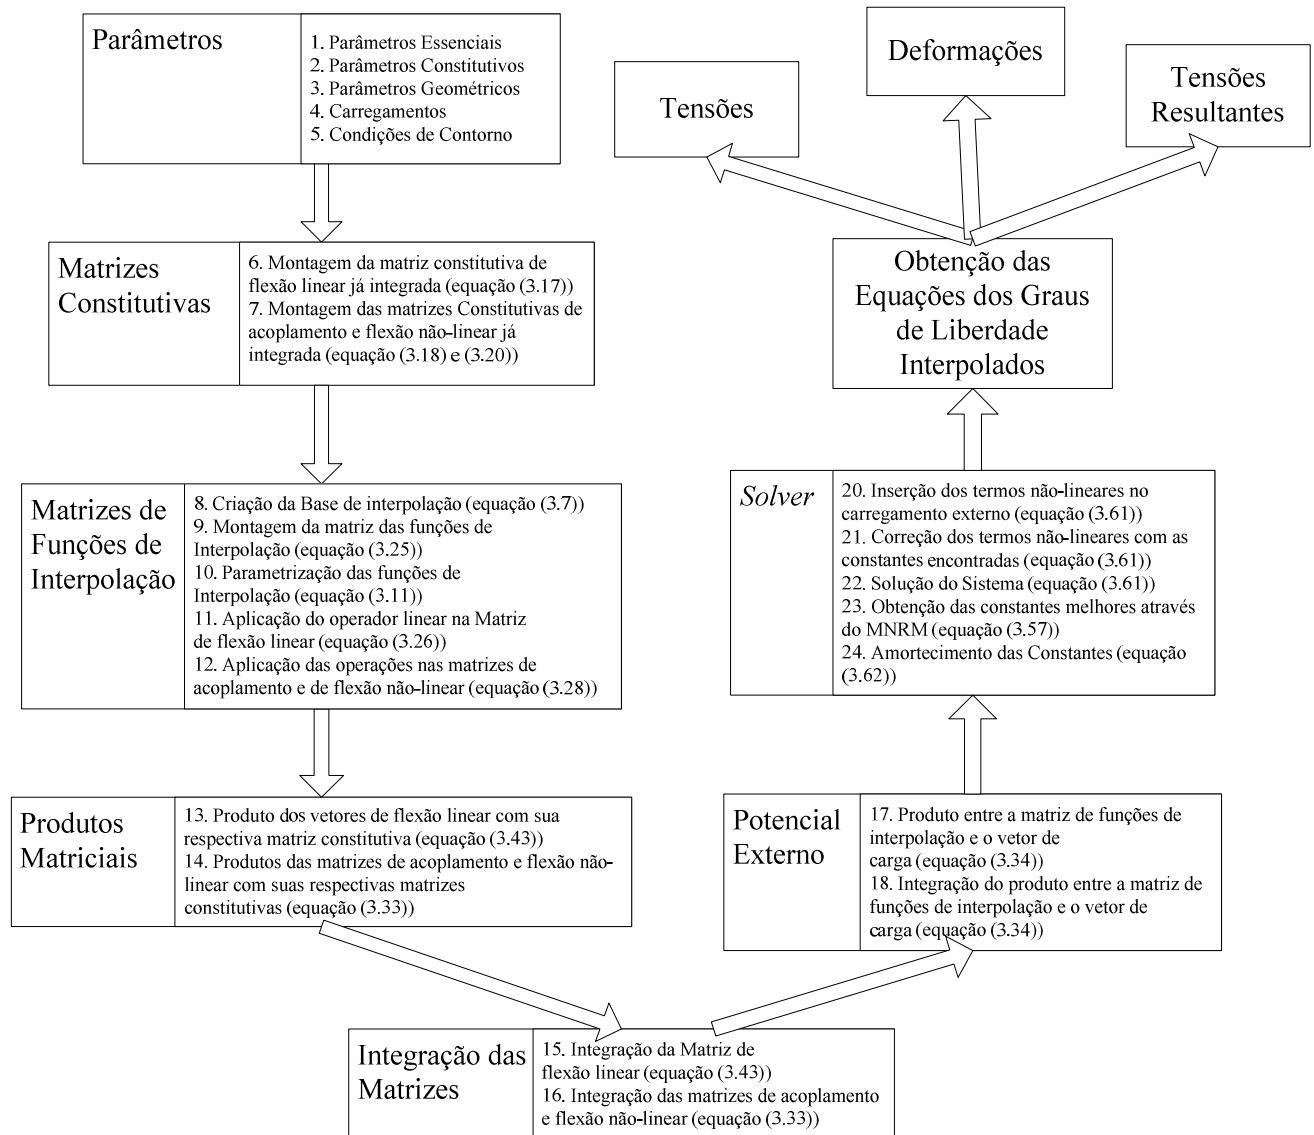 Parâmetros
1. Parâmetros Essenciais
2. Parâmetros Constitutivos
3. Parâmetros Geométricos
4. Carregamentos
5. Condições de Contorno
Matrizes
Constitutivas
6. Montagem da matriz constitutiva de
flexão linear já integrada (equação (3.17))
7. Montagem das matrizes Constitutivas de
acoplamento e flexão não-linear já
integrada (equação (3.18) e (3.20))
Matrizes de
Funções de
Interpolação
8. Criação da Base de interpolação (equação (3.7))
9. Montagem da matriz das funções de
Interpolação (equação (3.25))
10. Parametrização das funções de
Interpolação (equação (3.11))
11. Aplicação do operador linear na Matriz
de flexão linear (equação (3.26))
12. Aplicação das operações nas matrizes de
acoplamento e de flexão não-linear (equação (3.28))
Produtos
Matriciais
13. Produto dos vetores de flexão linear com sua
respectiva matriz constitutiva (equação (3.43))
14. Produtos das matrizes de acoplamento e flexão não-
linear com suas respectivas matrizes
constitutivas (equação (3.33))
Integração das
Matrizes
15. Integração da Matriz de
flexão linear (equação (3.43))
16. Integração das matrizes de acoplamento
e flexão não-linear (equação (3.33))
Potencial
Externo
17. Produto entre a matriz de funções de
interpolação e o vetor de
carga (equação (3.34))
18. Integração do produto entre a matriz de
funções de interpolação e o vetor de
carga (equação (3.34))
Solver
20. Inserção dos termos não-lineares no
carregamento externo (equação (3.61))
21. Correção dos termos não-lineares com as
constantes encontradas (equação (3.61))
22. Solução do Sistema (equação (3.61))
23. Obtenção das constantes melhores através
do MNRM (equação (3.57))
24. Amortecimento das Constantes (equação
(3.62))
Obtenção das
Equações dos Graus
de Liberdade
Interpolados
Tensões
Deformações
Tensões
Resultantes